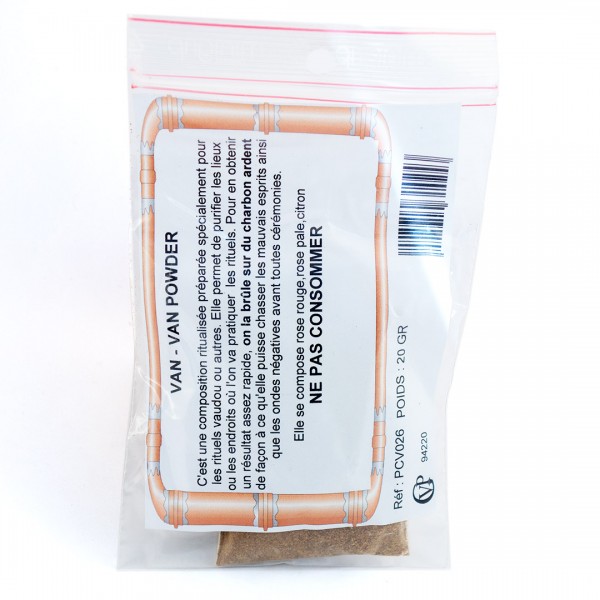 VAN - VAN POWDER
C'est une composition ritualisée préparée spécialement pour
les rituels vaudou ou autres. Elle permet de purifier les lieux
ou les endroits où l'on va pratiquer les rituels. Pour en obtenir
un résultat assez rapide, on la brûle sur du charbon ardent
de façon à ce qu'elle puisse chasser les mauvais esprits ainsi
que les ondes négatives avant toutes cérémonies.
Elle se compose rose rouge,rose pale,citron
NE PAS CONSOMMER
Réf : PCV026 POIDS : 20 GR
CVP 94220